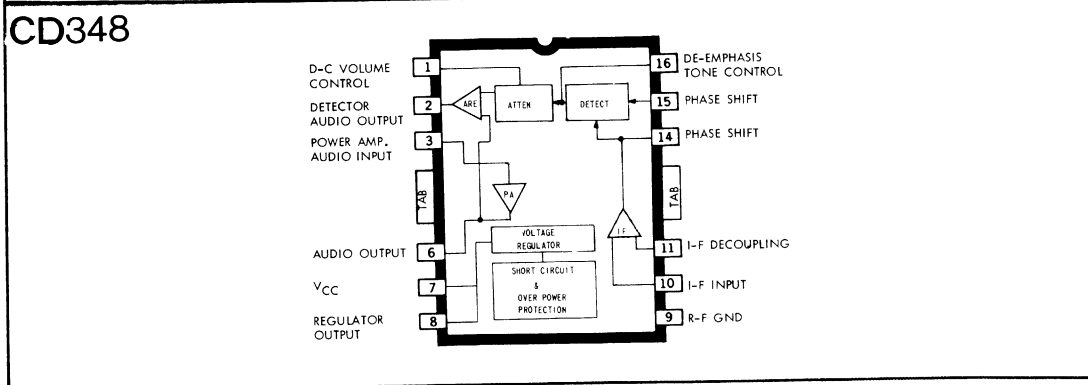 CD348
D-C VOLUME
CONTROL
1
DETECTOR
AUDIO OUTPUT
2
POWER AMP.
AUDIO INPUT
3
TAB
AUDIO OUTPUT
6
VCC
7
REGULATOR
OUTPUT
8
ARE
ATTEN
DETECT
PA
IF
VOLTAGE
REGULATOR
SHORT CIRCUIT
&
OVER POWER
PROTECTION
16
DE-EMPHASIS
TONE CONTROL
15
PHASE SHIFT
14
PHASE SHIFT
TAB
11
I-F DECOUPLING
10
I-F INPUT
9
R-F GND